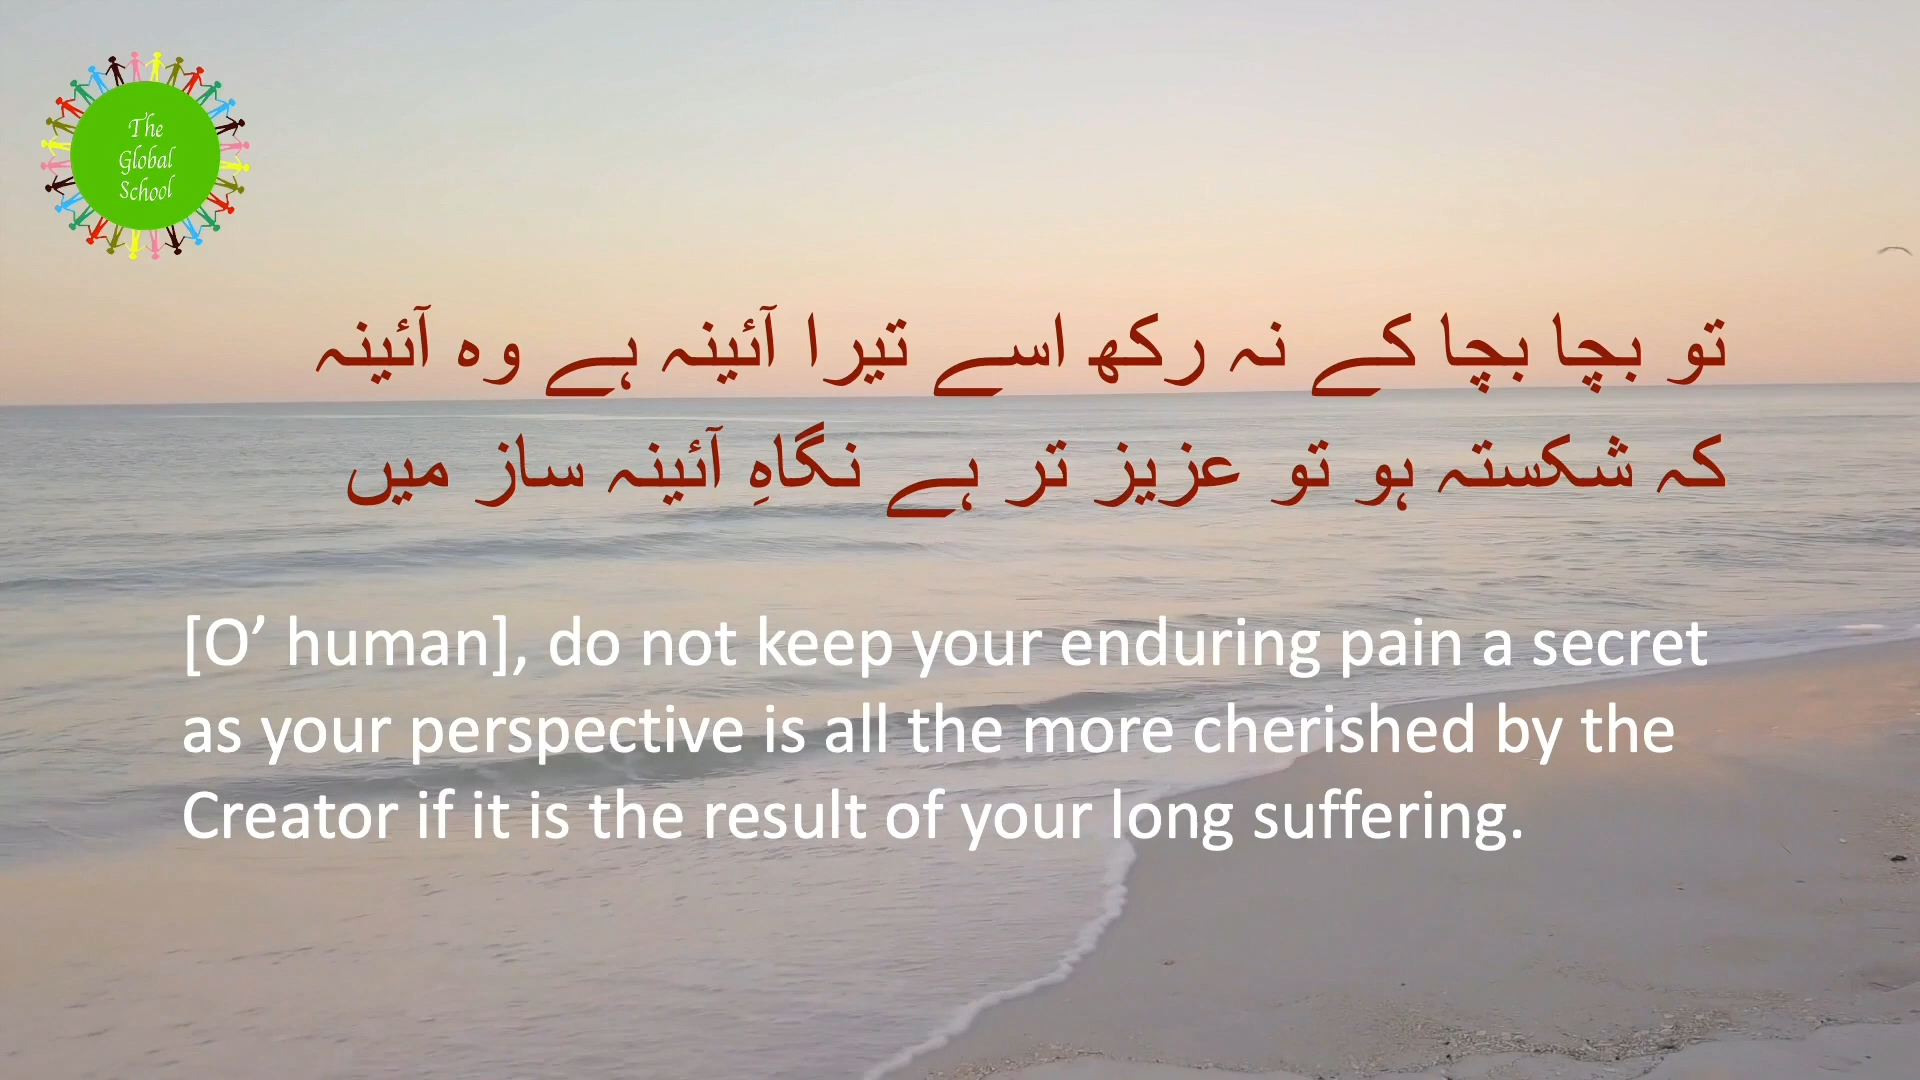 The
Global
School
تو بچا بچا کے نہ رکھ اسے تیرا آئینہ ہے وہ آئینہ
کہ شکستہ ہو تو عزیز تر ہے نگاہِ آئینہ ساز میں
[O’ human], do not keep your enduring pain a secret
as your perspective is all the more cherished by the
Creator if it is the result of your long suffering.